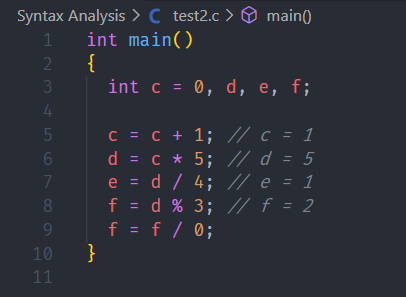 Syntax Analysis > C test2.c > main()
1 int main()
2 {
3 int c = 0, d, e, f;
4
5 c = c + 1; // c = 1
6 d = c * 5; // d = 5
7 e = d / 4; // e = 1
8 f = d % 3; // f = 2
9 f = f / 0;
10 }
11